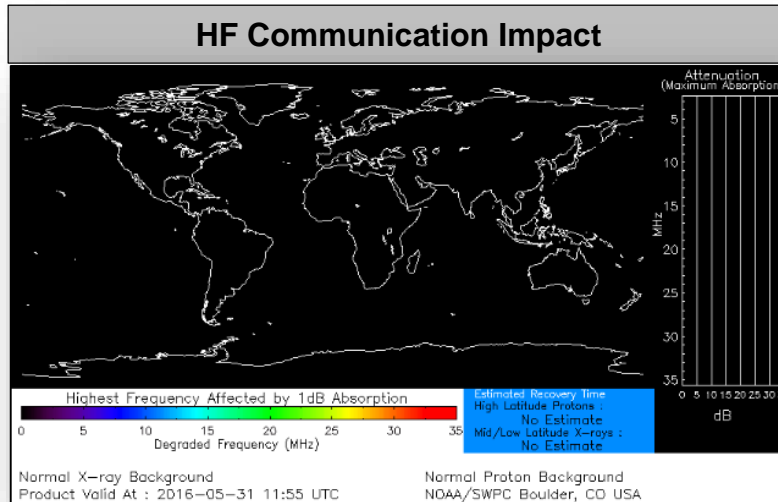 HF Communication Impact
Attenuation
(Maximum Absorption
5
10
15
20
25
30
35
MHz
0 5 10 15 20 25 30
dB
Highest Frequency Affected by 1dB Absorption
0 5 10 15 20 25 30 35
Degraded Frequency (MHz)
Estimated Recovery Time
High Latitude Protons :
No Estimate
Mid/Low Latitude X-rays :
No Estimate
Normal X-ray Background
Product Valid At : 2016-05-31 11:55 UTC
Normal Proton Background
NOAA/SWPC Boulder, CO USA